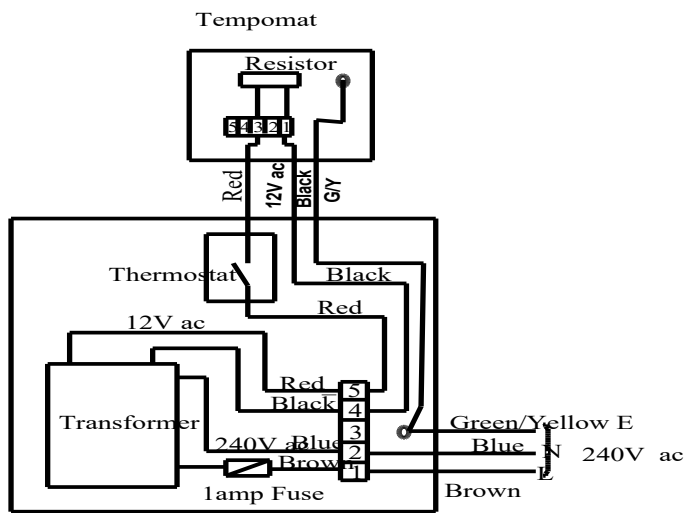 Tempomat
Resistor
5 4 3 2 1
Red
12V ac
Black
G/Y
Thermostat
Black
Red
12V ac
Red
5
Black
4
Transformer
3
Green/Yellow E
240V ac
Blue
2
Blue
N
240V ac
Brown
1
L
1amp Fuse
Brown